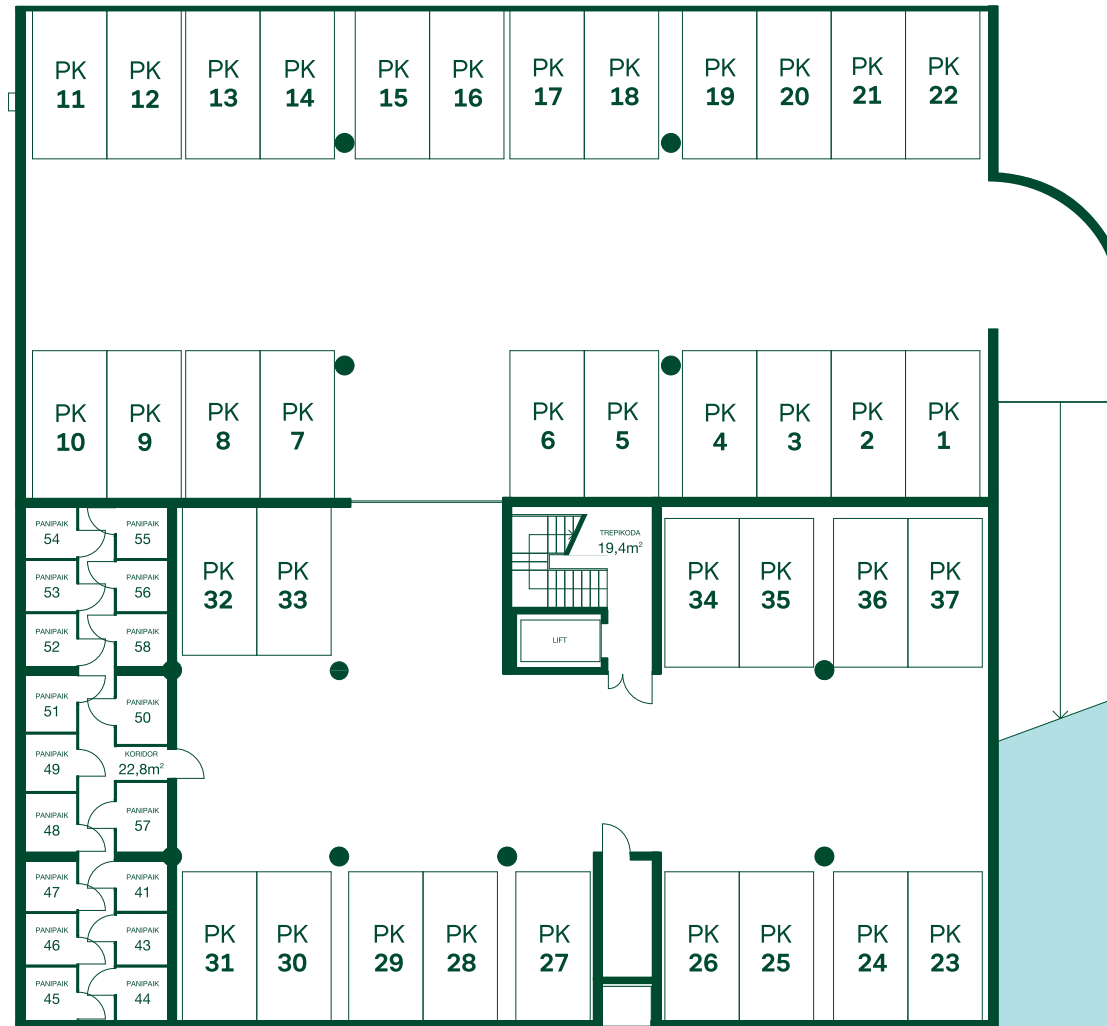 PK
11
PK
12
PK
13
PK
14
PK
15
PK
16
PK
17
PK
18
PK
19
PK
20
PK
21
PK
22
PK
10
PK
9
PK
8
PK
7
PK
6
PK
5
PK
4
PK
3
PK
2
PK
1
PANIPAIK
54
PANIPAIK
55
PANIPAIK
53
PANIPAIK
56
PANIPAIK
52
PANIPAIK
58
PANIPAIK
51
PANIPAIK
50
PANIPAIK
49
KORIDOR
22,8m²
PANIPAIK
48
PANIPAIK
57
PANIPAIK
47
PANIPAIK
41
PANIPAIK
46
PANIPAIK
43
PANIPAIK
45
PANIPAIK
44
PK
32
PK
33
TREPIKODA
19,4m²
LIFT
PK
34
PK
35
PK
36
PK
37
PK
31
PK
30
PK
29
PK
28
PK
27
PK
26
PK
25
PK
24
PK
23